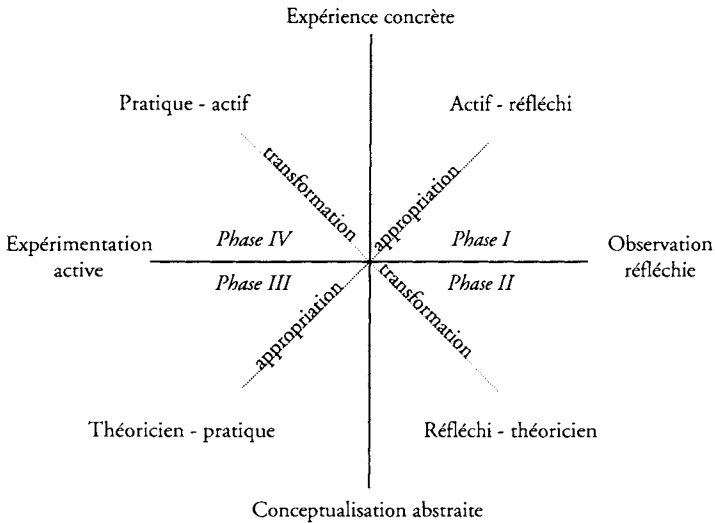 Expérience concrète
Pratique - actif
Actif - réfléchi
transformation
appropriation
Expérimentation
active
Phase IV
Phase I
Observation
réfléchie
Phase III
Phase II
appropriation
transformation
Théoricien - pratique
Réfléchi - théoricien
Conceptualisation abstraite